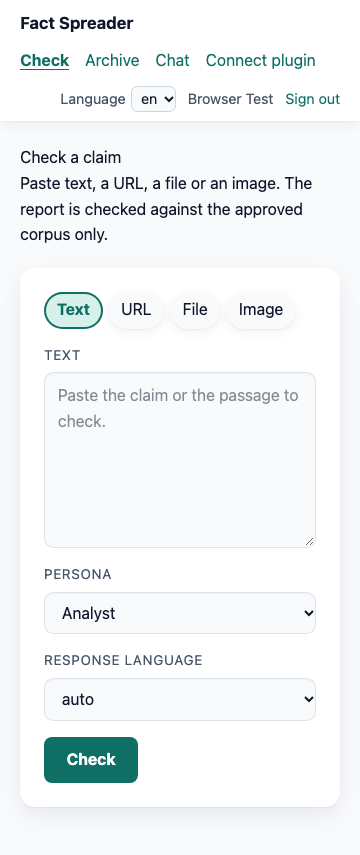 Fact Spreader
Check Archive Chat Connect plugin
Language en Browser Test Sign out
Check a claim
Paste text, a URL, a file or an image. The
report is checked against the approved
corpus only.
Text URL File Image
TEXT
Paste the claim or the passage to
check.
PERSONA
Analyst
RESPONSE LANGUAGE
auto
Check